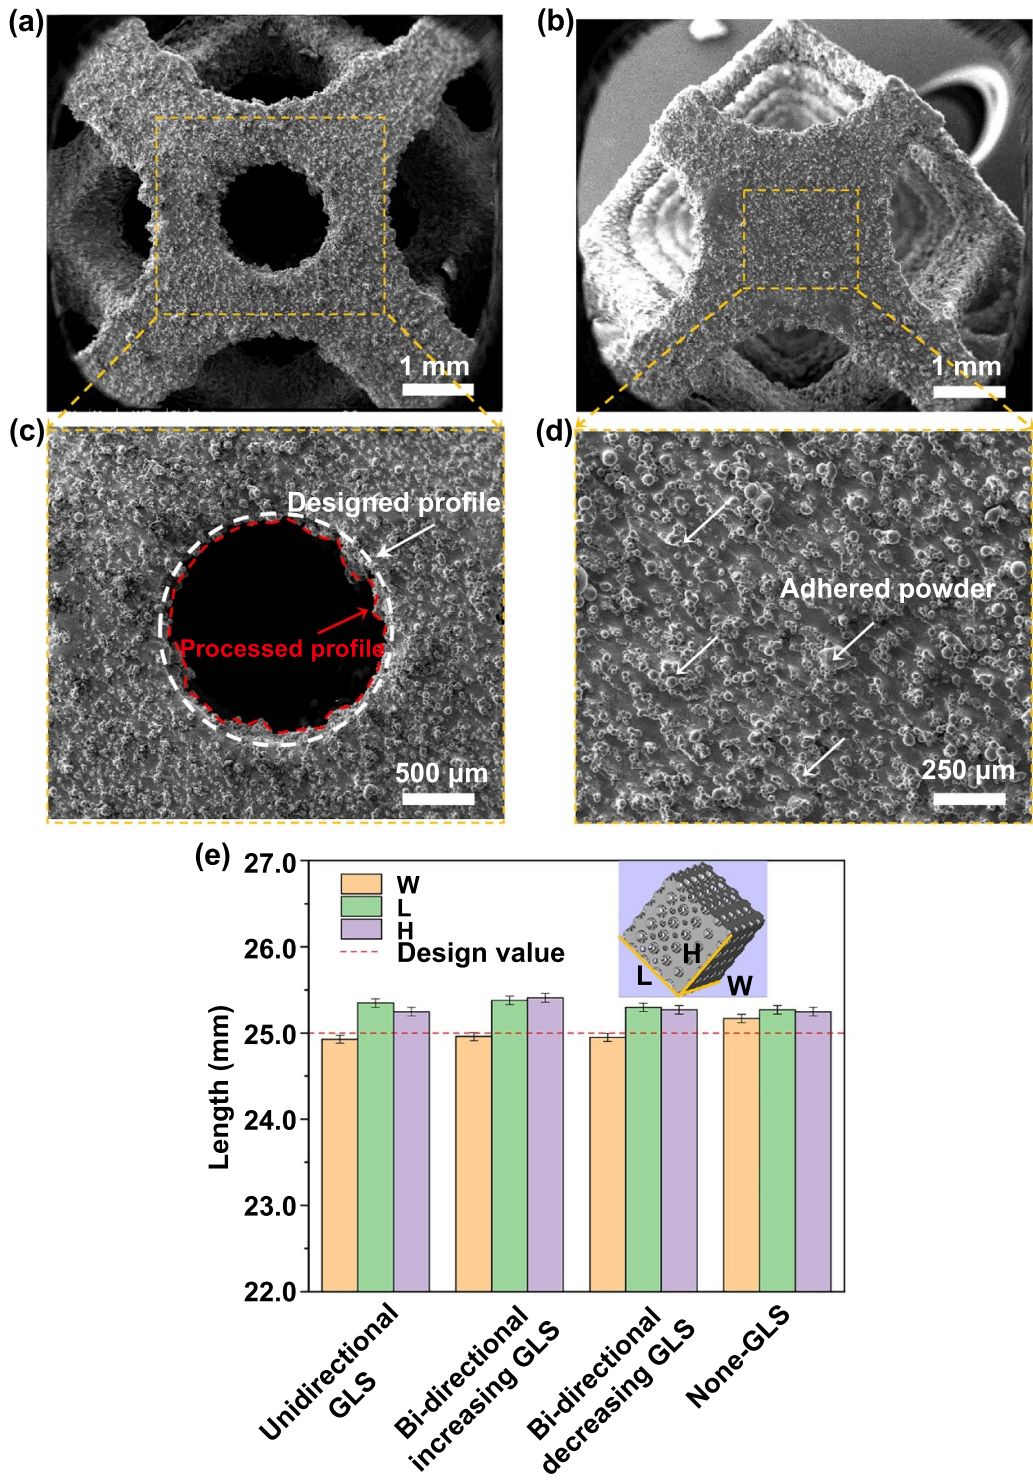 (a)
(b)
1 mm
1 mm
(c)
(d)
Designed profile
Processed profile
500 μm
Adhered powder
250 μm
(e)
27.0
26.0
25.0
24.0
23.0
22.0
Length (mm)
W
L
H
Design value
H
L
W
Unidirectional
GLS
Bi-directional
increasing GLS
Bi-directional
decreasing GLS
None-GLS